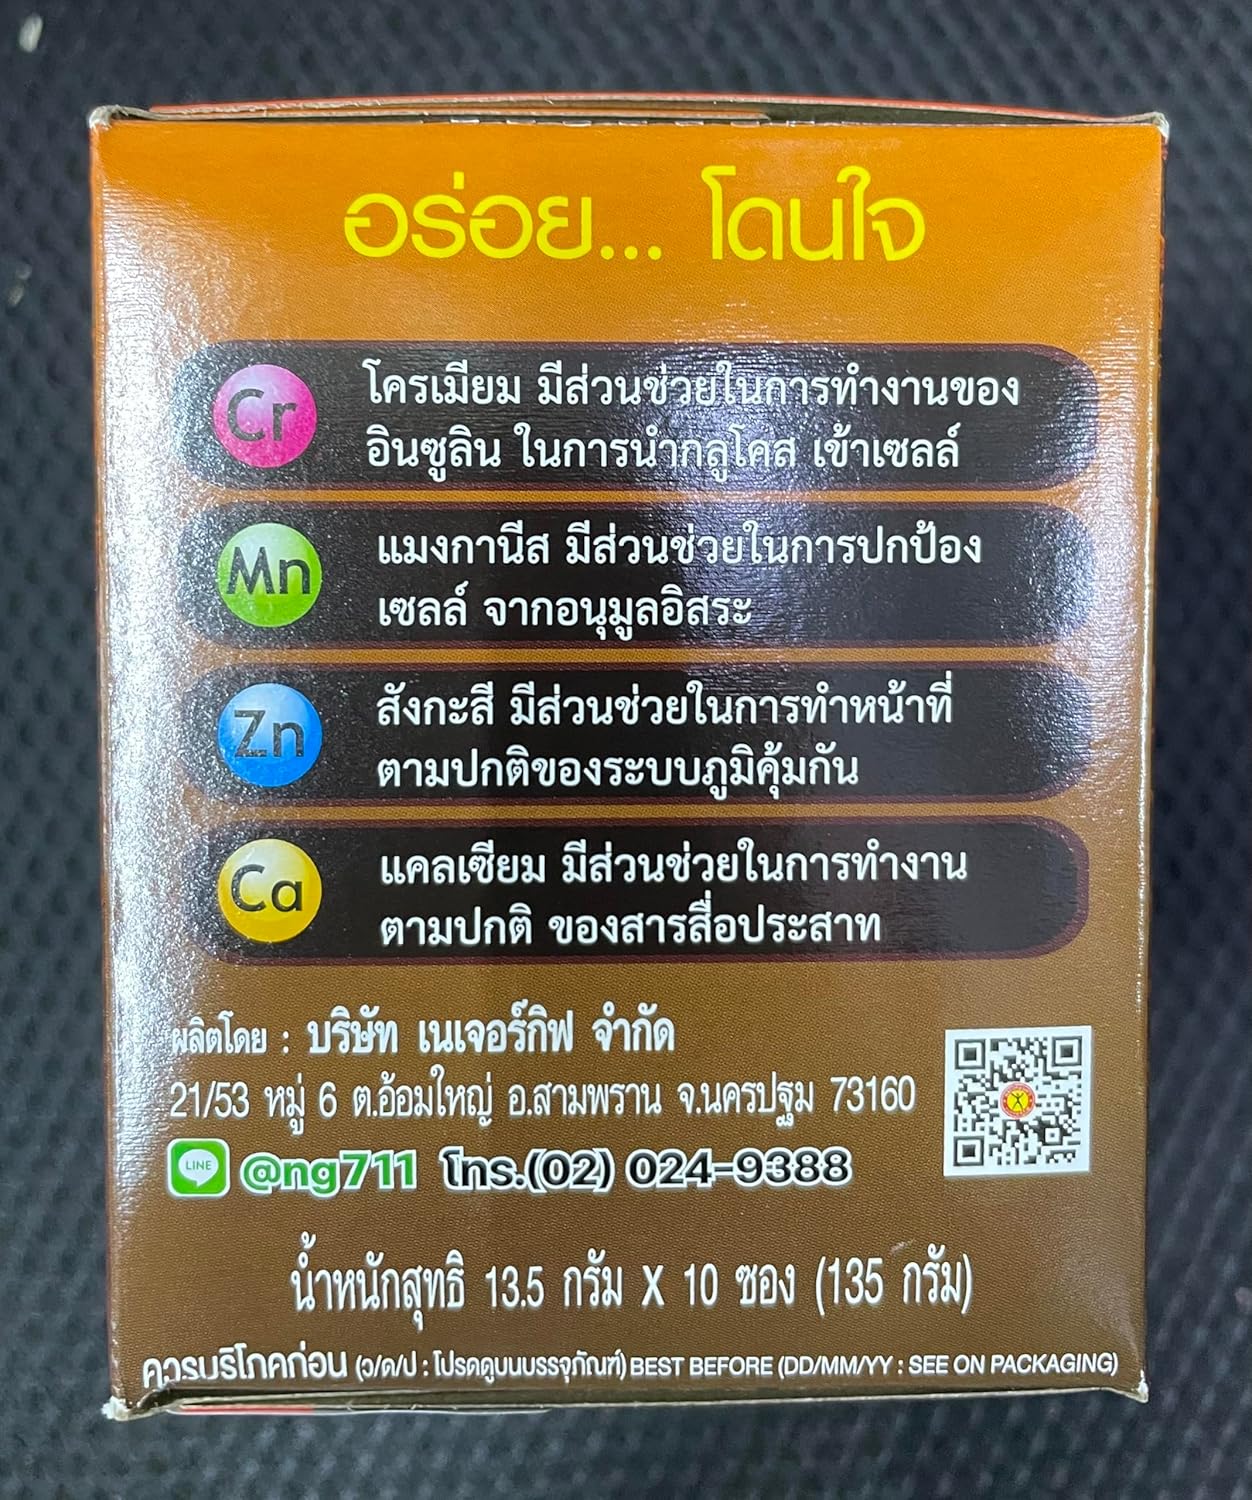 อร่อย... โดนใจ
Cr
โครเมียม มีส่วนช่วยในการทำงานของ
อินซูลิน ในการนำกลูโคส เข้าเซลล์
Mn
แมงกานีส มีส่วนช่วยในการปกป้อง
เซลล์ จากอนุมูลอิสระ
Zn
สังกะสี มีส่วนช่วยในการทำหน้าที่
ตามปกติของระบบภูมิคุ้มกัน
Ca
แคลเซียม มีส่วนช่วยในการทำงาน
ตามปกติ ของสารสื่อประสาท
ผลิตโดย : บริษัท เนเจอร์กิฟ จำกัด
21/53 หมู่ 6 ต.อ้อมใหญ่ อ.สามพราน จ.นครปฐม 73160
LINE @ng711 โทร.(02) 024-9388
น้ำหนักสุทธิ 13.5 กรัม X 10 ซอง (135 กรัม)
ควรบริโภคก่อน (ว/ด/ป : โปรดดูบนบรรจุภัณฑ์) BEST BEFORE (DD/MM/YY : SEE ON PACKAGING)